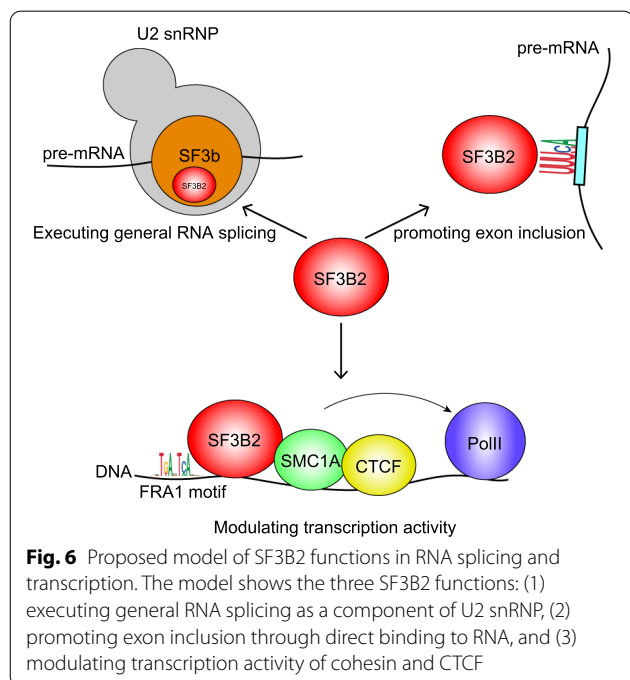 U2 snRNP
pre-mRNA
pre-mRNA
SF3b
SF3B2
SF3B2
Executing general RNA splicing
promoting exon inclusion
SF3B2
SF3B2
SMC1A
CTCF
PolII
DNA
FRA1 motif
Modulating transcription activity
Fig. 6 Proposed model of SF3B2 functions in RNA splicing and
transcription. The model shows the three SF3B2 functions: (1)
executing general RNA splicing as a component of U2 snRNP, (2)
promoting exon inclusion through direct binding to RNA, and (3)
modulating transcription activity of cohesin and CTCF